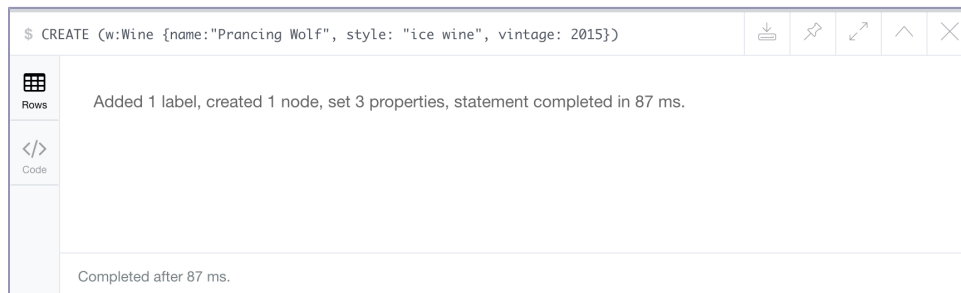 $ CREATE (w:Wine {name:"Prancing Wolf", style: "ice wine", vintage: 2015})
Rows
Added 1 label, created 1 node, set 3 properties, statement completed in 87 ms.
</>
Code
Completed after 87 ms.